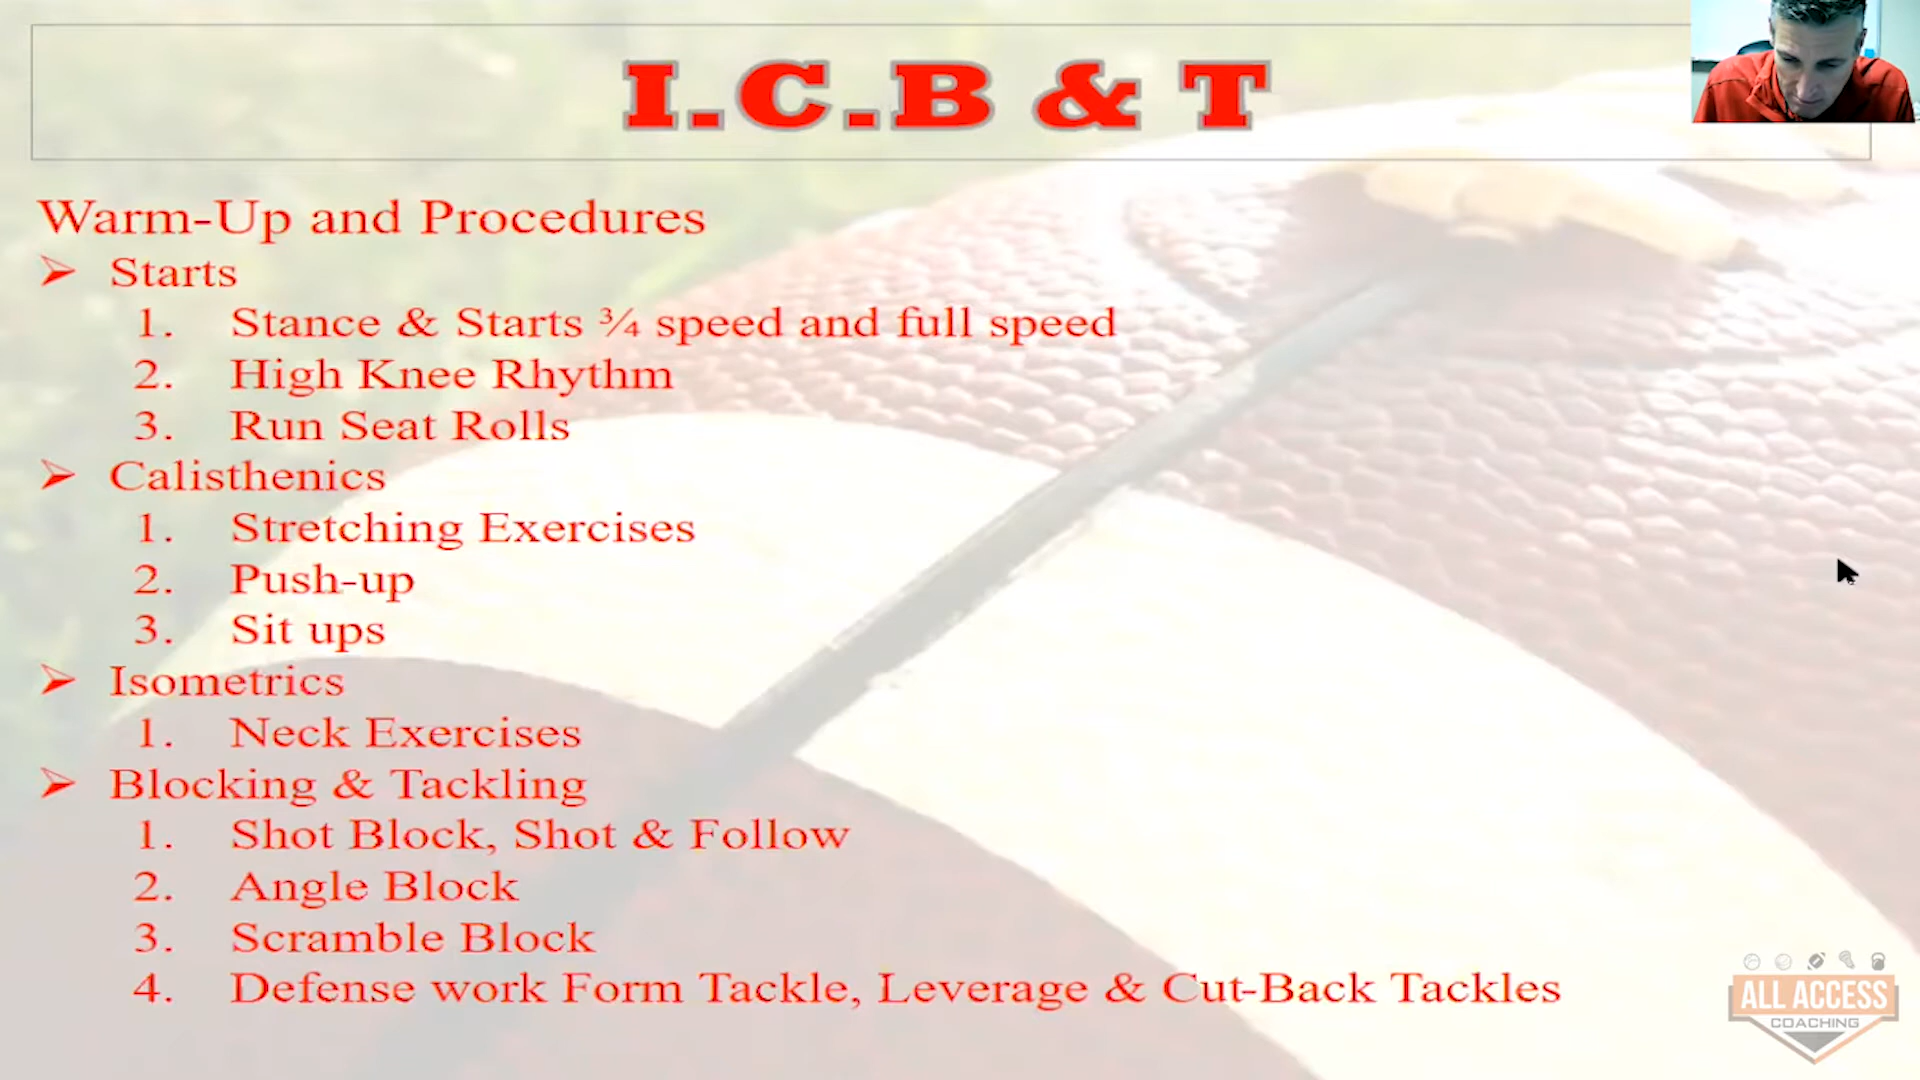 I.C.B & T
Warm-Up and Procedures
➢ Starts
1. Stance & Starts ¾ speed and full speed
2. High Knee Rhythm
3. Run Seat Rolls
➢ Calisthenics
1. Stretching Exercises
2. Push-up
3. Sit ups
➢ Isometrics
1. Neck Exercises
➢ Blocking & Tackling
1. Shot Block, Shot & Follow
2. Angle Block
3. Scramble Block
4. Defense work Form Tackle, Leverage & Cut-Back Tackles
ALL ACCESS
COACHING